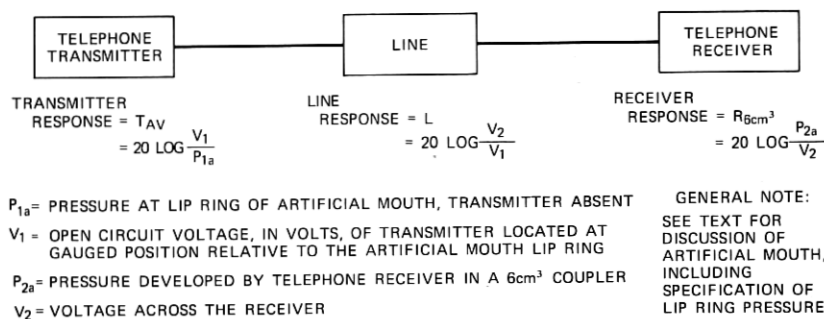 TELEPHONE
TRANSMITTER
LINE
TELEPHONE
RECEIVER
TRANSMITTER
RESPONSE = T_AV
= 20 LOG V₁/P₁ₐ
LINE
RESPONSE = L
= 20 LOG V₂/V₁
RECEIVER
RESPONSE = R_6cm³
= 20 LOG P₂ₐ/V₂
P₁ₐ= PRESSURE AT LIP RING OF ARTIFICIAL MOUTH, TRANSMITTER ABSENT
V₁ = OPEN CIRCUIT VOLTAGE, IN VOLTS, OF TRANSMITTER LOCATED AT
GAUGED POSITION RELATIVE TO THE ARTIFICIAL MOUTH LIP RING
P₂ₐ= PRESSURE DEVELOPED BY TELEPHONE RECEIVER IN A 6cm³ COUPLER
V₂ = VOLTAGE ACROSS THE RECEIVER
GENERAL NOTE:
SEE TEXT FOR
DISCUSSION OF
ARTIFICIAL MOUTH,
INCLUDING
SPECIFICATION OF
LIP RING PRESSURE